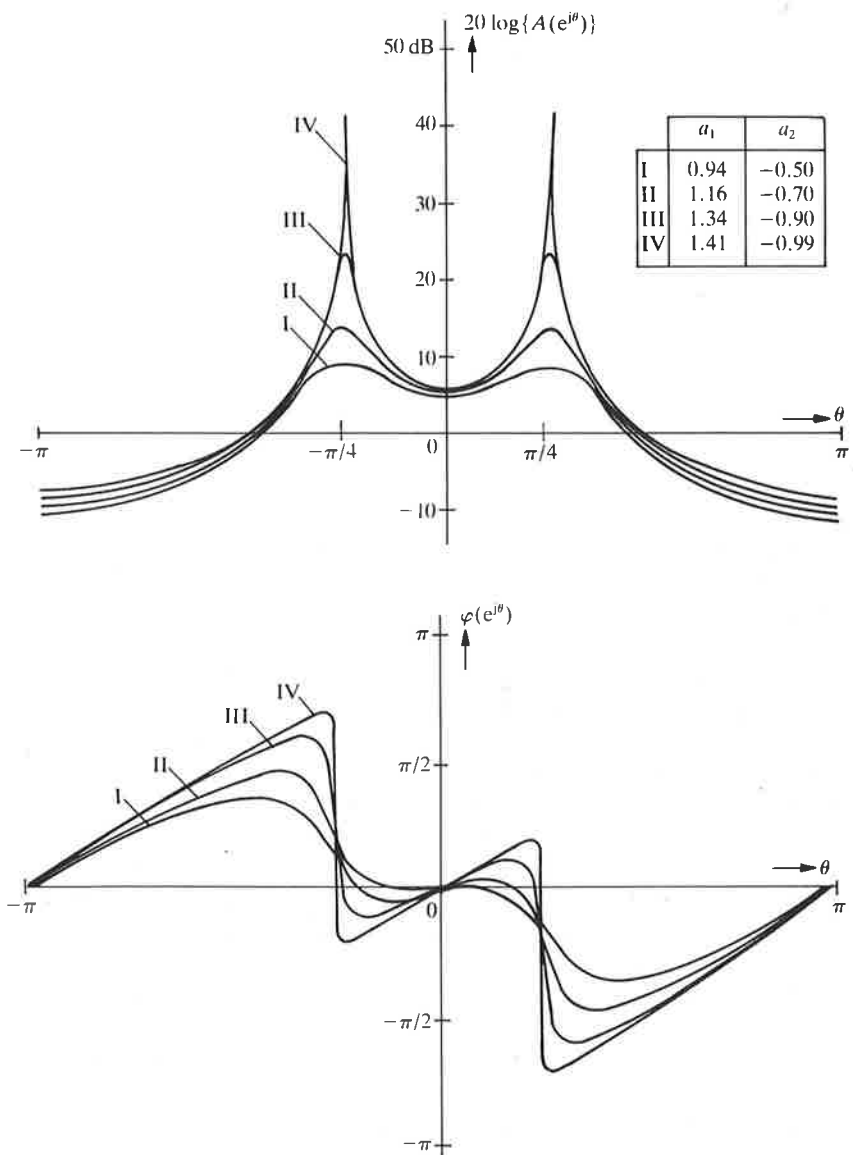 50 dB
20 log{A(e^{jθ})}
40
30
20
10
0
−10
IV
III
II
I
a₁ a₂
I 0.94 −0.50
II 1.16 −0.70
III 1.34 −0.90
IV 1.41 −0.99
θ
−π
−π/4
π/4
π
π
φ(e^{jθ})
IV
III
II
I
π/2
θ
−π
0
π
−π/2
−π